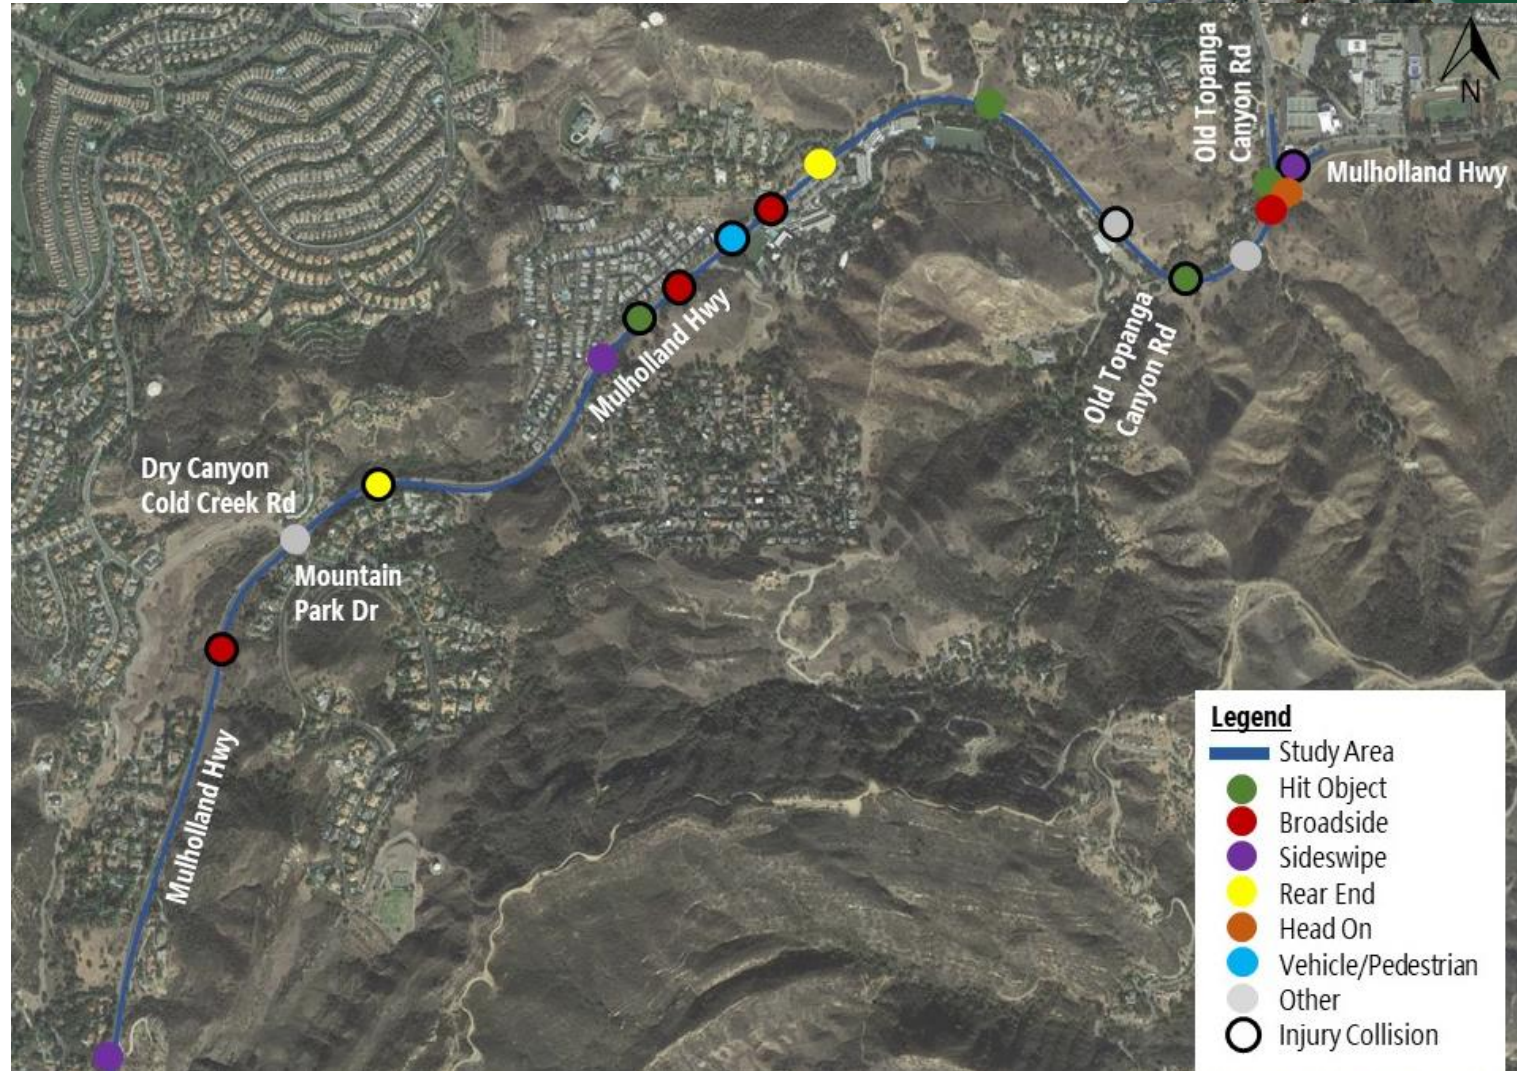 Old Topanga
Canyon Rd
N
Mulholland Hwy
Mulholland Hwy
Old Topanga
Canyon Rd
Dry Canyon
Cold Creek Rd
Mountain
Park Dr
Mulholland Hwy
Legend
Study Area
Hit Object
Broadside
Sideswipe
Rear End
Head On
Vehicle/Pedestrian
Other
Injury Collision